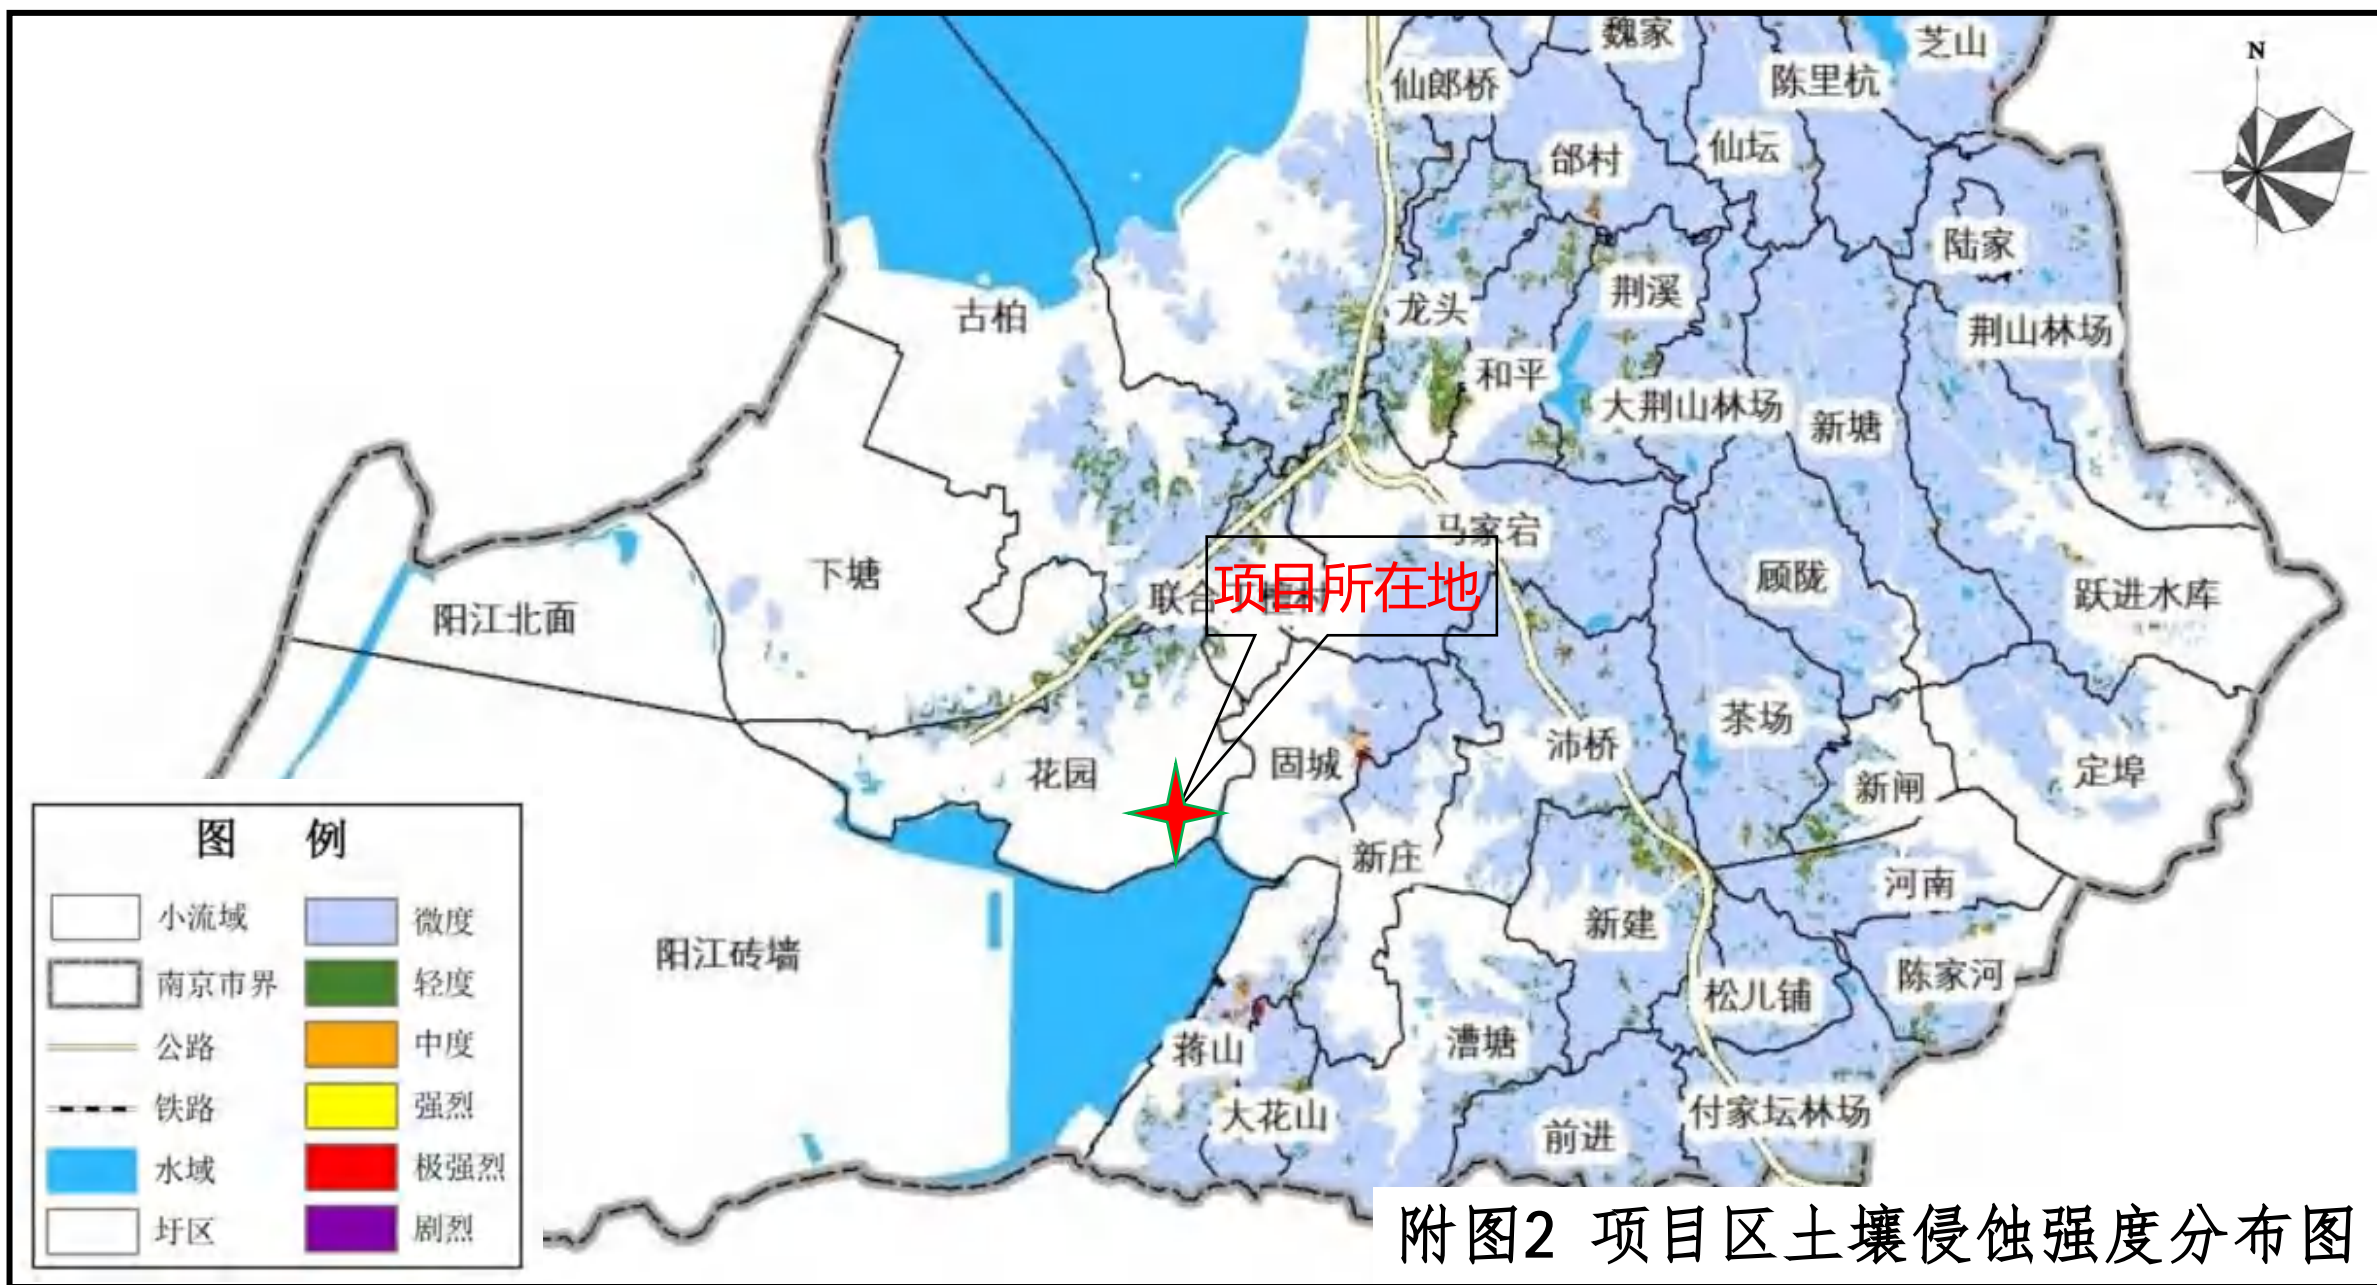 魏家
芝山
N
仙郎桥
陈里杭
邰村
仙坛
陆家
荆溪
古柏
龙头
荆山林场
和平
大荆山林场
新塘
马家宕
下塘
联合
项目所在地
顾陇
跃进水库
阳江北面
茶场
沛桥
固城
花园
新闸
定埠
新庄
河南
新建
阳江砖墙
陈家河
松儿铺
蒋山
漕塘
大花山
付家坛林场
前进
图 例
小流域
微度
南京市界
轻度
公路
中度
铁路
强烈
水域
极强烈
圩区
剧烈
附图2 项目区土壤侵蚀强度分布图